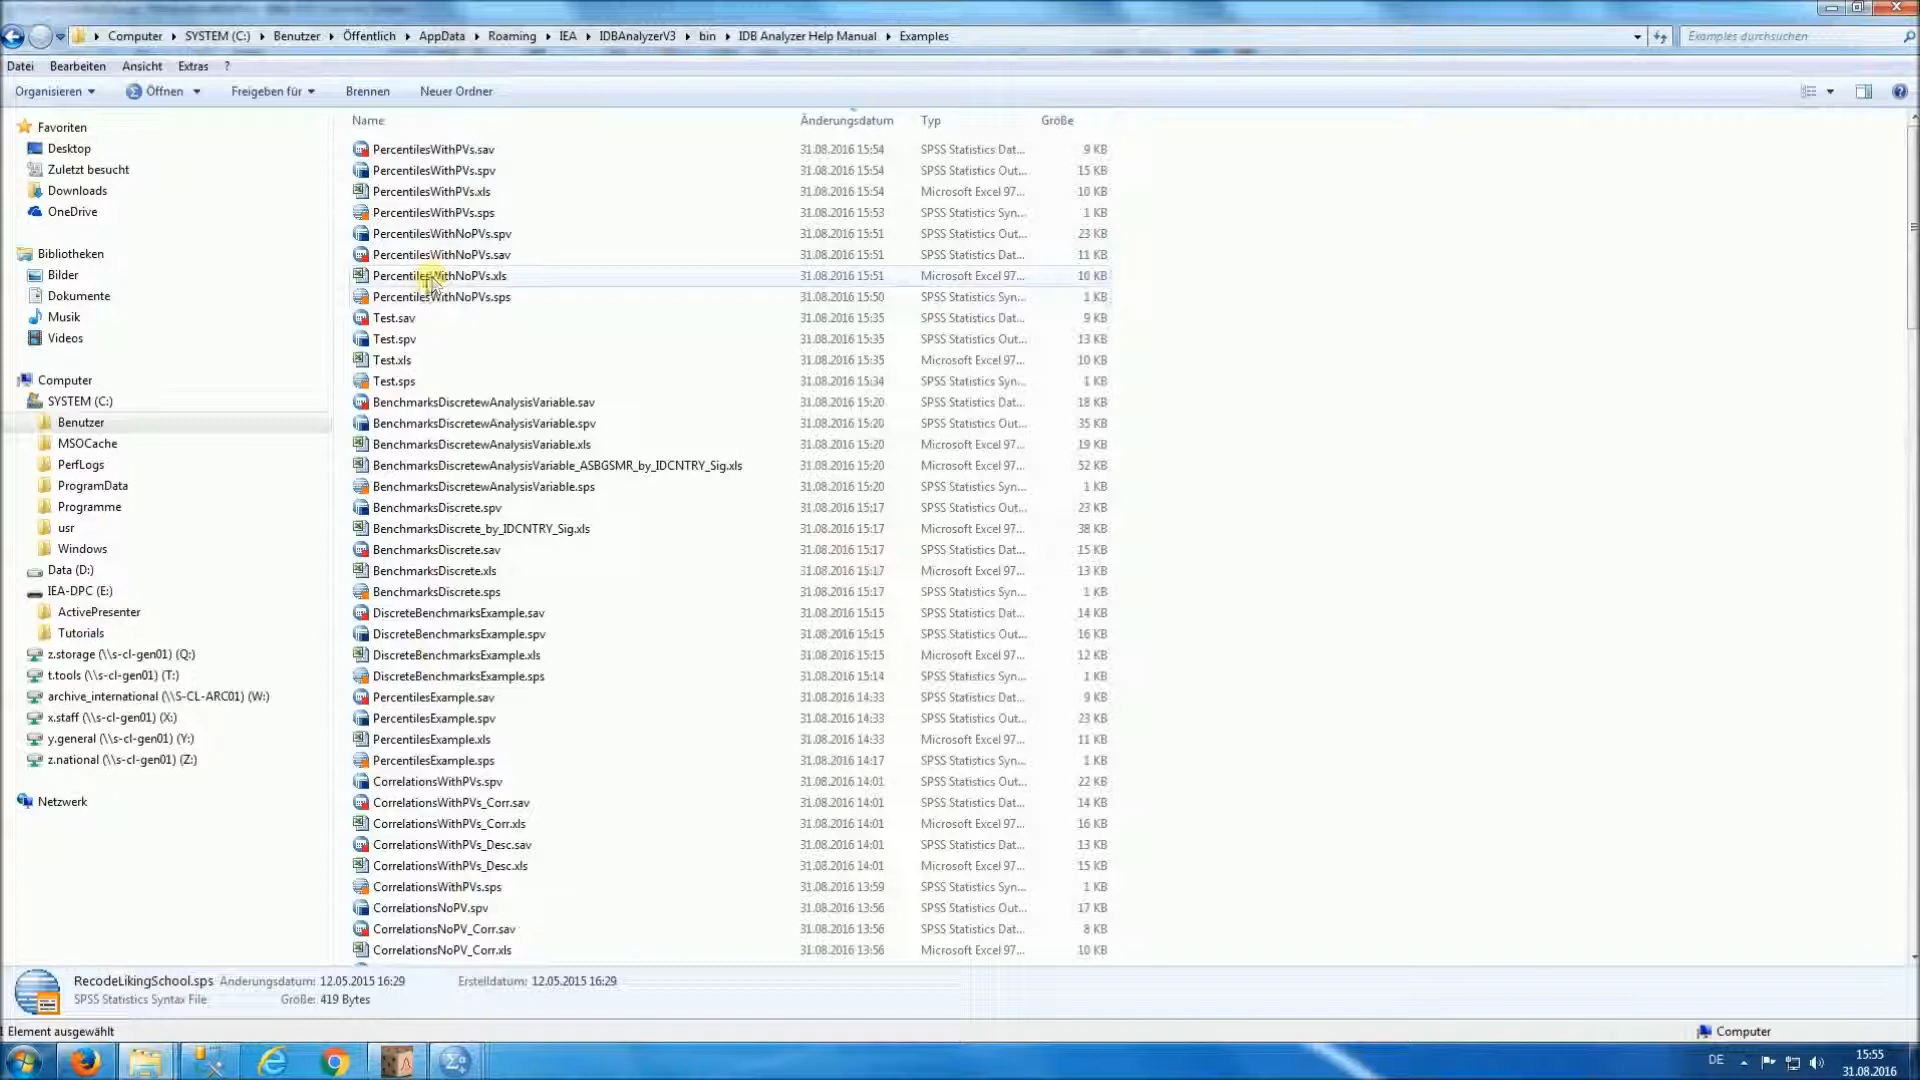 Computer ▸ SYSTEM (C:) ▸ Benutzer ▸ Öffentlich ▸ AppData ▸ Roaming ▸ IEA ▸ IDBAnalyzerV3 ▸ bin ▸ IDB Analyzer Help Manual ▸ Examples
Examples durchsuchen
Datei Bearbeiten Ansicht Extras ?
Organisieren Öffnen Freigeben für Brennen Neuer Ordner
Favoriten
Desktop
Zuletzt besucht
Downloads
OneDrive
Bibliotheken
Bilder
Dokumente
Musik
Videos
Computer
SYSTEM (C:)
Benutzer
MSOCache
PerfLogs
ProgramData
Programme
usr
Windows
Data (D:)
IEA-DPC (E:)
ActivePresenter
Tutorials
z.storage (\\s-cl-gen01) (Q:)
t.tools (\\s-cl-gen01) (T:)
archive_international (\\S-CL-ARC01) (W:)
x.staff (\\s-cl-gen01) (X:)
y.general (\\s-cl-gen01) (Y:)
z.national (\\s-cl-gen01) (Z:)
Netzwerk
Name Änderungsdatum Typ Größe
PercentilesWithPVs.sav 31.08.2016 15:54 SPSS Statistics Dat... 9 KB
PercentilesWithPVs.spv 31.08.2016 15:54 SPSS Statistics Out... 15 KB
PercentilesWithPVs.xls 31.08.2016 15:54 Microsoft Excel 97... 10 KB
PercentilesWithPVs.sps 31.08.2016 15:53 SPSS Statistics Syn... 1 KB
PercentilesWithNoPVs.spv 31.08.2016 15:51 SPSS Statistics Out... 23 KB
PercentilesWithNoPVs.sav 31.08.2016 15:51 SPSS Statistics Dat... 11 KB
PercentilesWithNoPVs.xls 31.08.2016 15:51 Microsoft Excel 97... 10 KB
PercentilesWithNoPVs.sps 31.08.2016 15:50 SPSS Statistics Syn... 1 KB
Test.sav 31.08.2016 15:35 SPSS Statistics Dat... 9 KB
Test.spv 31.08.2016 15:35 SPSS Statistics Out... 13 KB
Test.xls 31.08.2016 15:35 Microsoft Excel 97... 10 KB
Test.sps 31.08.2016 15:34 SPSS Statistics Syn... 1 KB
BenchmarksDiscretewAnalysisVariable.sav 31.08.2016 15:20 SPSS Statistics Dat... 18 KB
BenchmarksDiscretewAnalysisVariable.spv 31.08.2016 15:20 SPSS Statistics Out... 35 KB
BenchmarksDiscretewAnalysisVariable.xls 31.08.2016 15:20 Microsoft Excel 97... 19 KB
BenchmarksDiscretewAnalysisVariable_ASBGSMR_by_IDCNTRY_Sig.xls 31.08.2016 15:20 Microsoft Excel 97... 52 KB
BenchmarksDiscretewAnalysisVariable.sps 31.08.2016 15:20 SPSS Statistics Syn... 1 KB
BenchmarksDiscrete.spv 31.08.2016 15:17 SPSS Statistics Out... 23 KB
BenchmarksDiscrete_by_IDCNTRY_Sig.xls 31.08.2016 15:17 Microsoft Excel 97... 38 KB
BenchmarksDiscrete.sav 31.08.2016 15:17 SPSS Statistics Dat... 15 KB
BenchmarksDiscrete.xls 31.08.2016 15:17 Microsoft Excel 97... 13 KB
BenchmarksDiscrete.sps 31.08.2016 15:17 SPSS Statistics Syn... 1 KB
DiscreteBenchmarksExample.sav 31.08.2016 15:15 SPSS Statistics Dat... 14 KB
DiscreteBenchmarksExample.spv 31.08.2016 15:15 SPSS Statistics Out... 16 KB
DiscreteBenchmarksExample.xls 31.08.2016 15:15 Microsoft Excel 97... 12 KB
DiscreteBenchmarksExample.sps 31.08.2016 15:14 SPSS Statistics Syn... 1 KB
PercentilesExample.sav 31.08.2016 14:33 SPSS Statistics Dat... 9 KB
PercentilesExample.spv 31.08.2016 14:33 SPSS Statistics Out... 23 KB
PercentilesExample.xls 31.08.2016 14:33 Microsoft Excel 97... 11 KB
PercentilesExample.sps 31.08.2016 14:17 SPSS Statistics Syn... 1 KB
CorrelationsWithPVs.spv 31.08.2016 14:01 SPSS Statistics Out... 22 KB
CorrelationsWithPVs_Corr.sav 31.08.2016 14:01 SPSS Statistics Dat... 14 KB
CorrelationsWithPVs_Corr.xls 31.08.2016 14:01 Microsoft Excel 97... 16 KB
CorrelationsWithPVs_Desc.sav 31.08.2016 14:01 SPSS Statistics Dat... 13 KB
CorrelationsWithPVs_Desc.xls 31.08.2016 14:01 Microsoft Excel 97... 15 KB
CorrelationsWithPVs.sps 31.08.2016 13:59 SPSS Statistics Syn... 1 KB
CorrelationsNoPV.spv 31.08.2016 13:56 SPSS Statistics Out... 17 KB
CorrelationsNoPV_Corr.sav 31.08.2016 13:56 SPSS Statistics Dat... 8 KB
CorrelationsNoPV_Corr.xls 31.08.2016 13:56 Microsoft Excel 97... 10 KB
RecodeLikingSchool.sps Änderungsdatum: 12.05.2015 16:29 Erstelldatum: 12.05.2015 16:29
SPSS Statistics Syntax File Größe: 419 Bytes
1 Element ausgewählt Computer
DE 15:55
31.08.2016